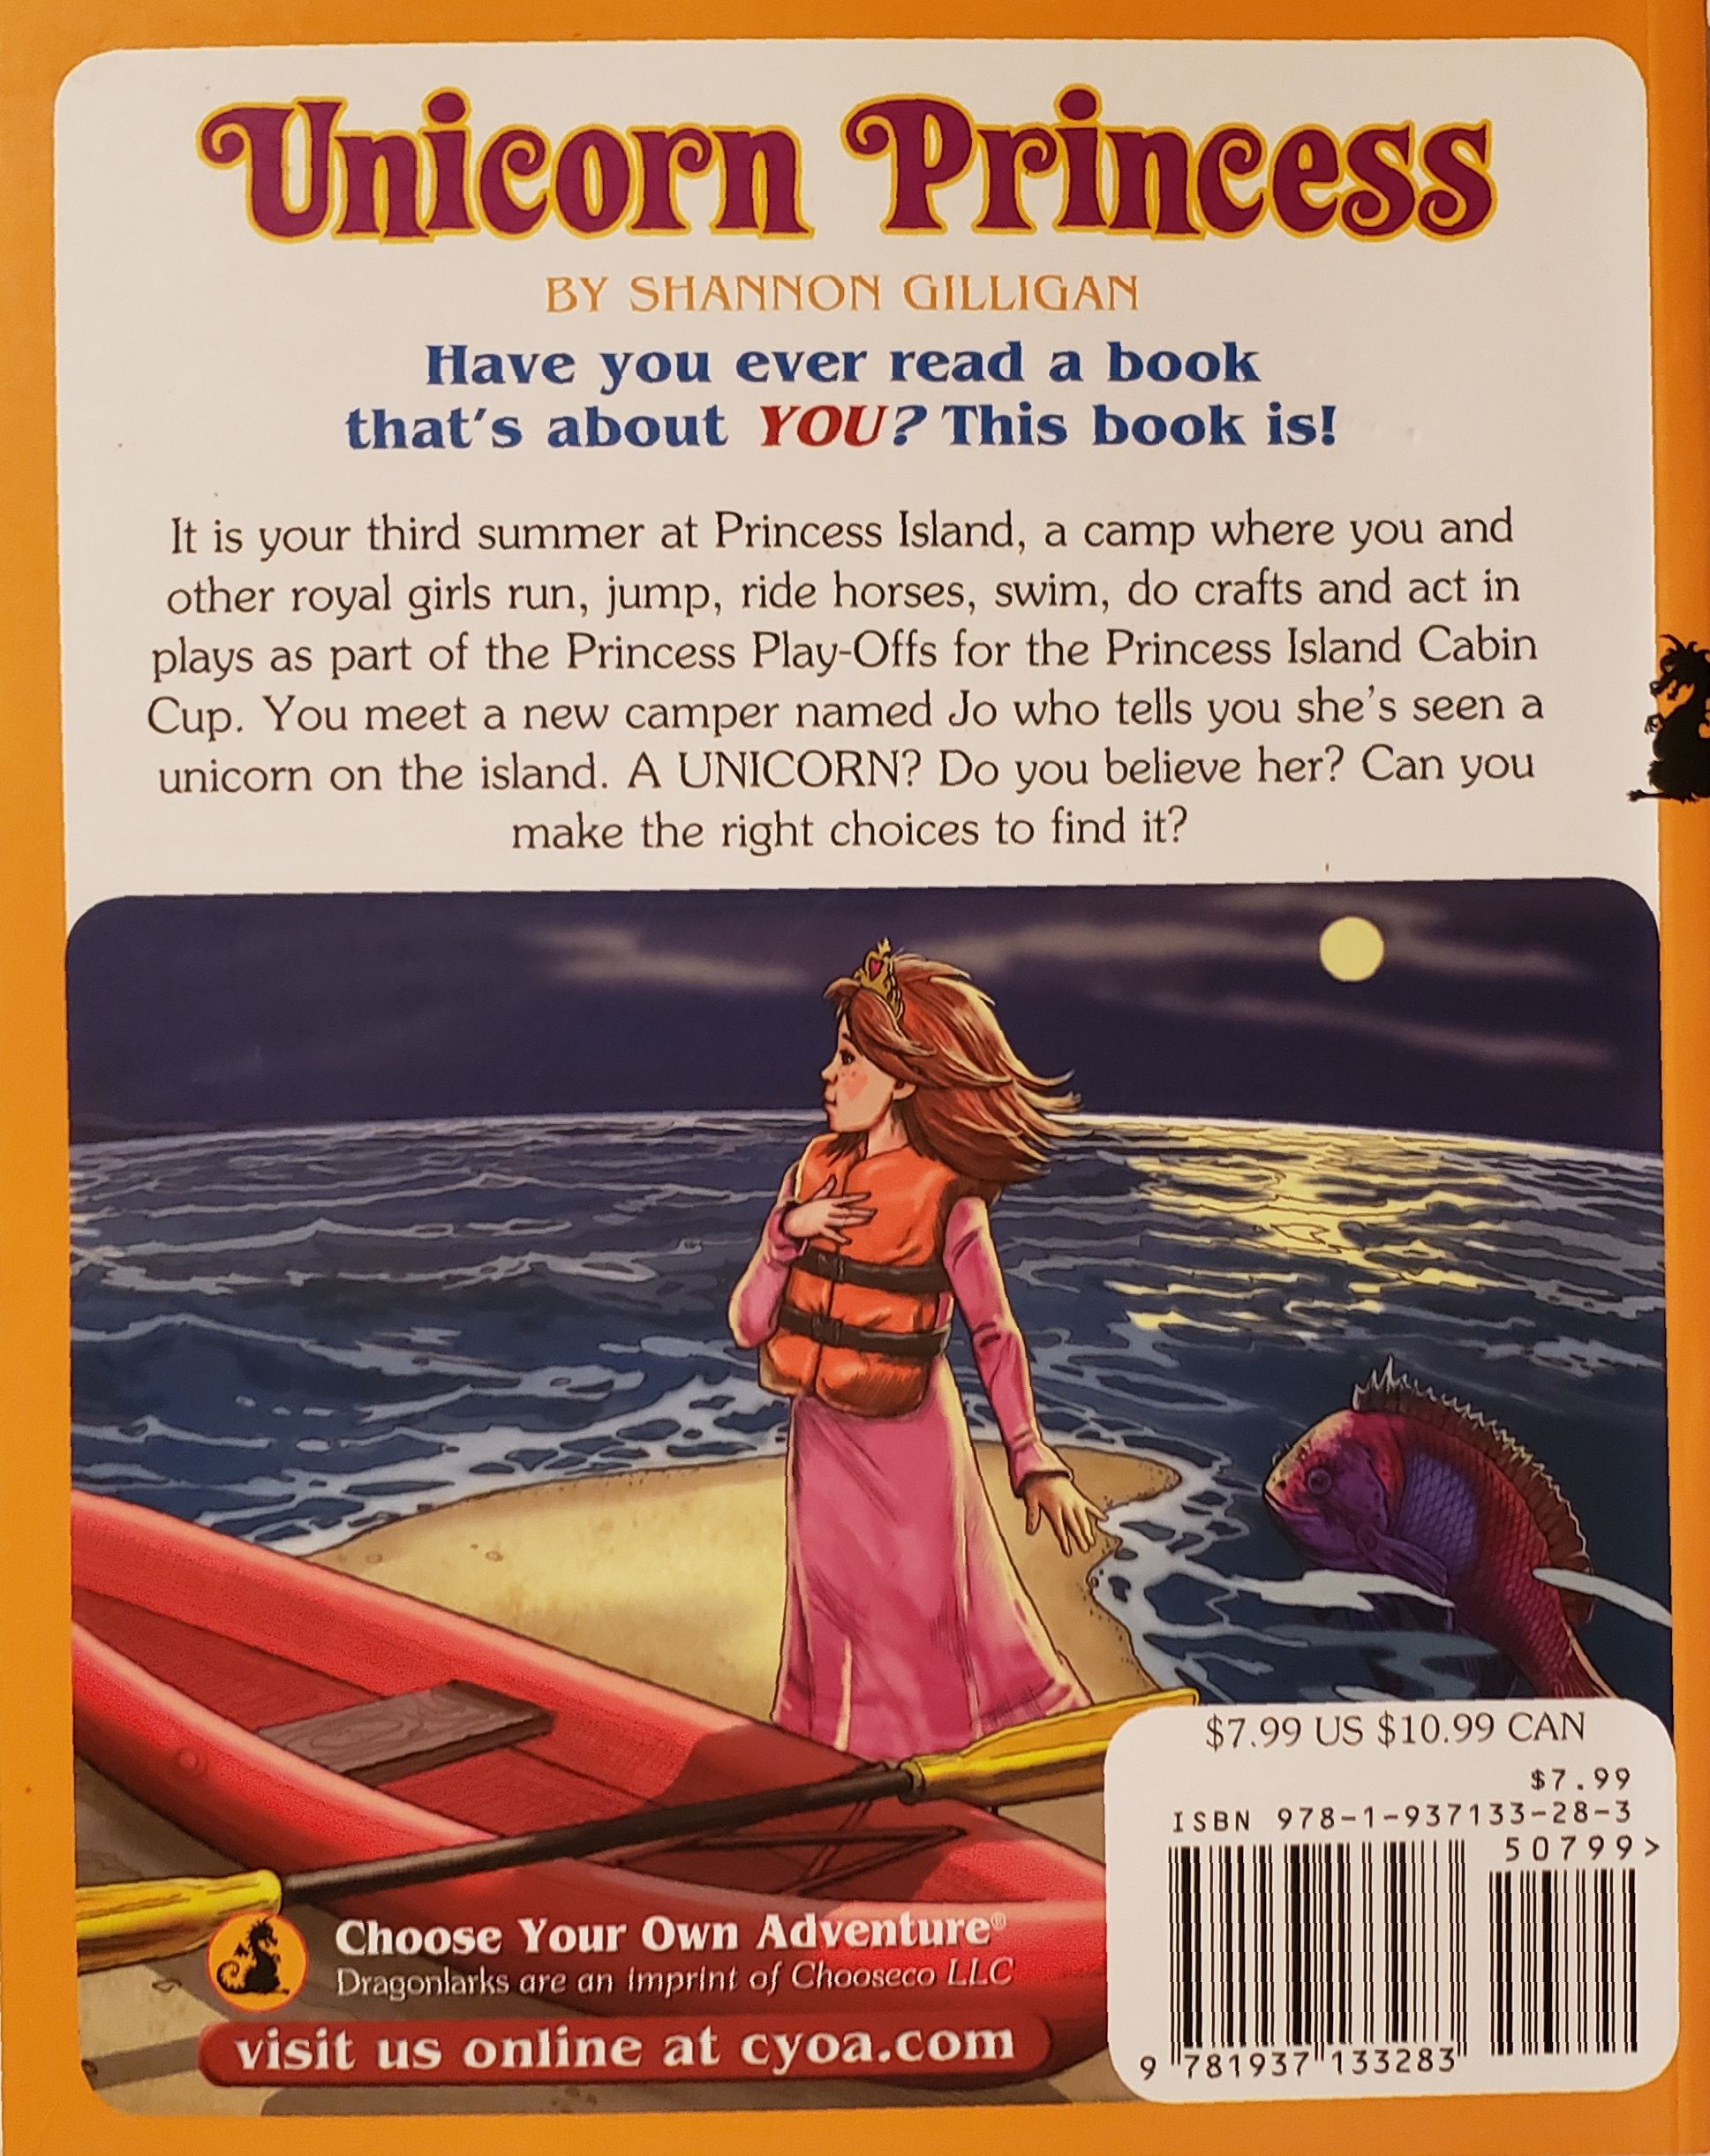 Unicorn Princess
BY SHANNON GILLIGAN
Have you ever read a book
that's about YOU? This book is!
It is your third summer at Princess Island, a camp where you and
other royal girls run, jump, ride horses, swim, do crafts and act in
plays as part of the Princess Play-Offs for the Princess Island Cabin
Cup. You meet a new camper named Jo who tells you she's seen a
unicorn on the island. A UNICORN? Do you believe her? Can you
make the right choices to find it?
$7.99 US $10.99 CAN
$7.99
ISBN 978-1-937133-28-3
50799>
9 781937 133283
Choose Your Own Adventure®
Dragonlarks are an imprint of Chooseco LLC
visit us online at cyoa.com